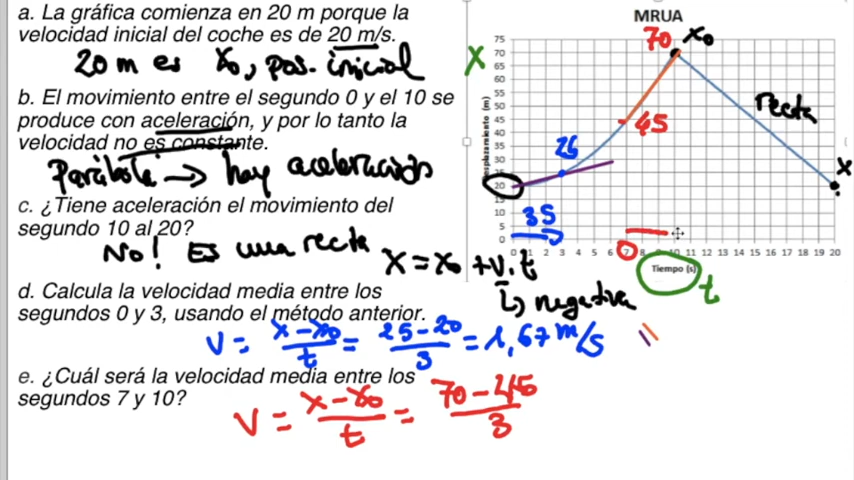 a. La gráfica comienza en 20 m porque la
velocidad inicial del coche es de 20 m/s.
20 m es x₀, pos. inicial
b. El movimiento entre el segundo 0 y el 10 se
produce con aceleración, y por lo tanto la
velocidad no es constante.
Parábola → hay aceleración
c. ¿Tiene aceleración el movimiento del
segundo 10 al 20?
No! Es una recta
x = x₀ + v · t
↳ negativa
d. Calcula la velocidad media entre los
segundos 0 y 3, usando el método anterior.
v = (x - x₀)/t = (25 - 20)/3 = 1,67 m/s
e. ¿Cuál será la velocidad media entre los
segundos 7 y 10?
v = (x - x₀)/t = (70 - 45)/3
MRUA
70
x₀
x
75
70
65
60
55
50
45
40
35
30
25
20
15
10
5
0
recta
45
x
3s
0
0 1 2 3 4 5 6 7 8 9 10 11 12 13 14 15 16 17 18 19 20
Tiempo (s)
t